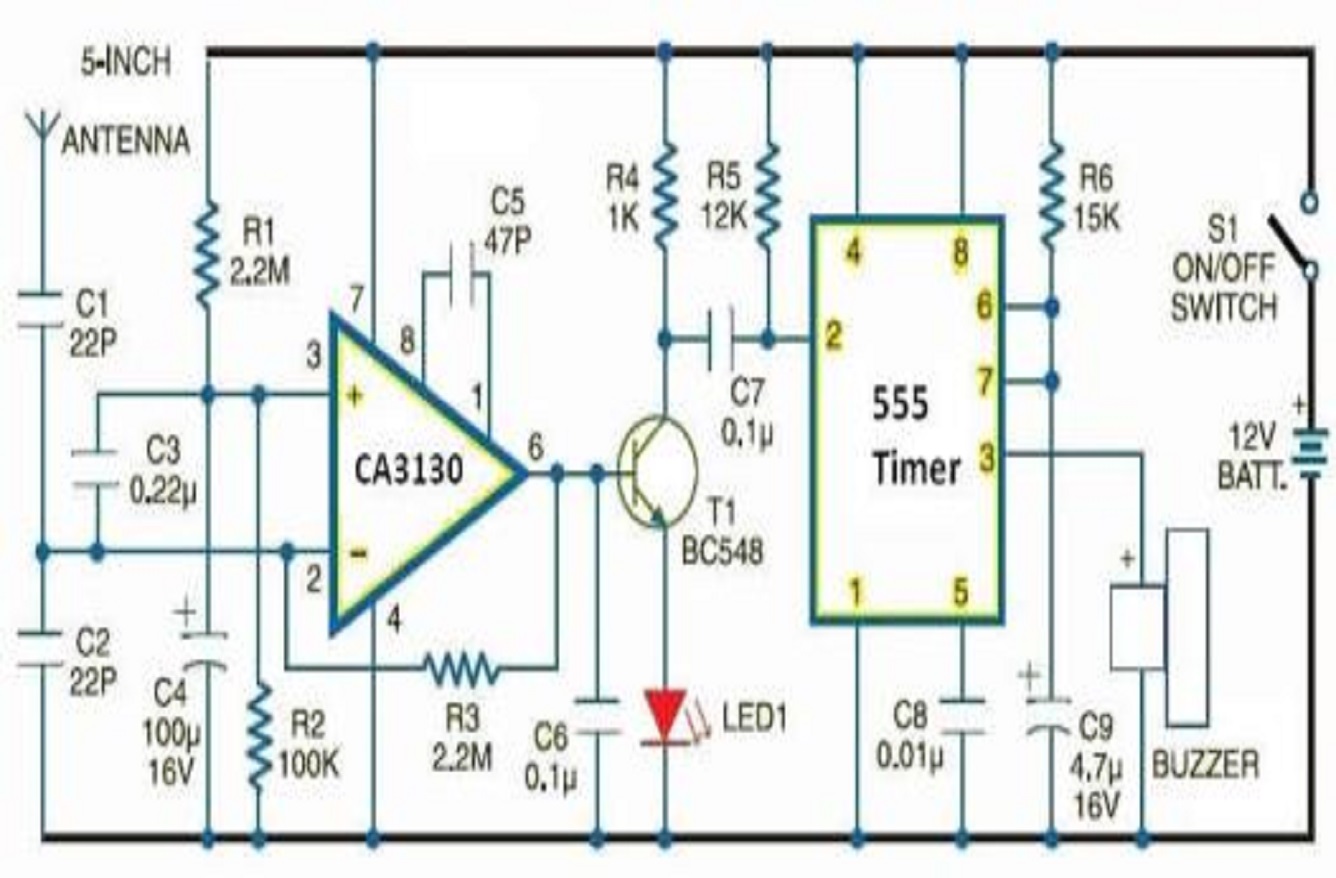 5-INCH
ANTENNA
R1
2.2M
C1
22P
C3
0.22µ
C2
22P
C4
100µ
16V
R2
100K
+
7
3
8
C5
47P
1
+
CA3130
6
-
2
4
R3
2.2M
C6
0.1µ
R4
1K
R5
12K
C7
0.1µ
T1
BC548
LED1
4
8
2
6
7
555
Timer
3
1
5
R6
15K
C8
0.01µ
+
C9
4.7µ
16V
+
BUZZER
S1
ON/OFF
SWITCH
+
12V
BATT.